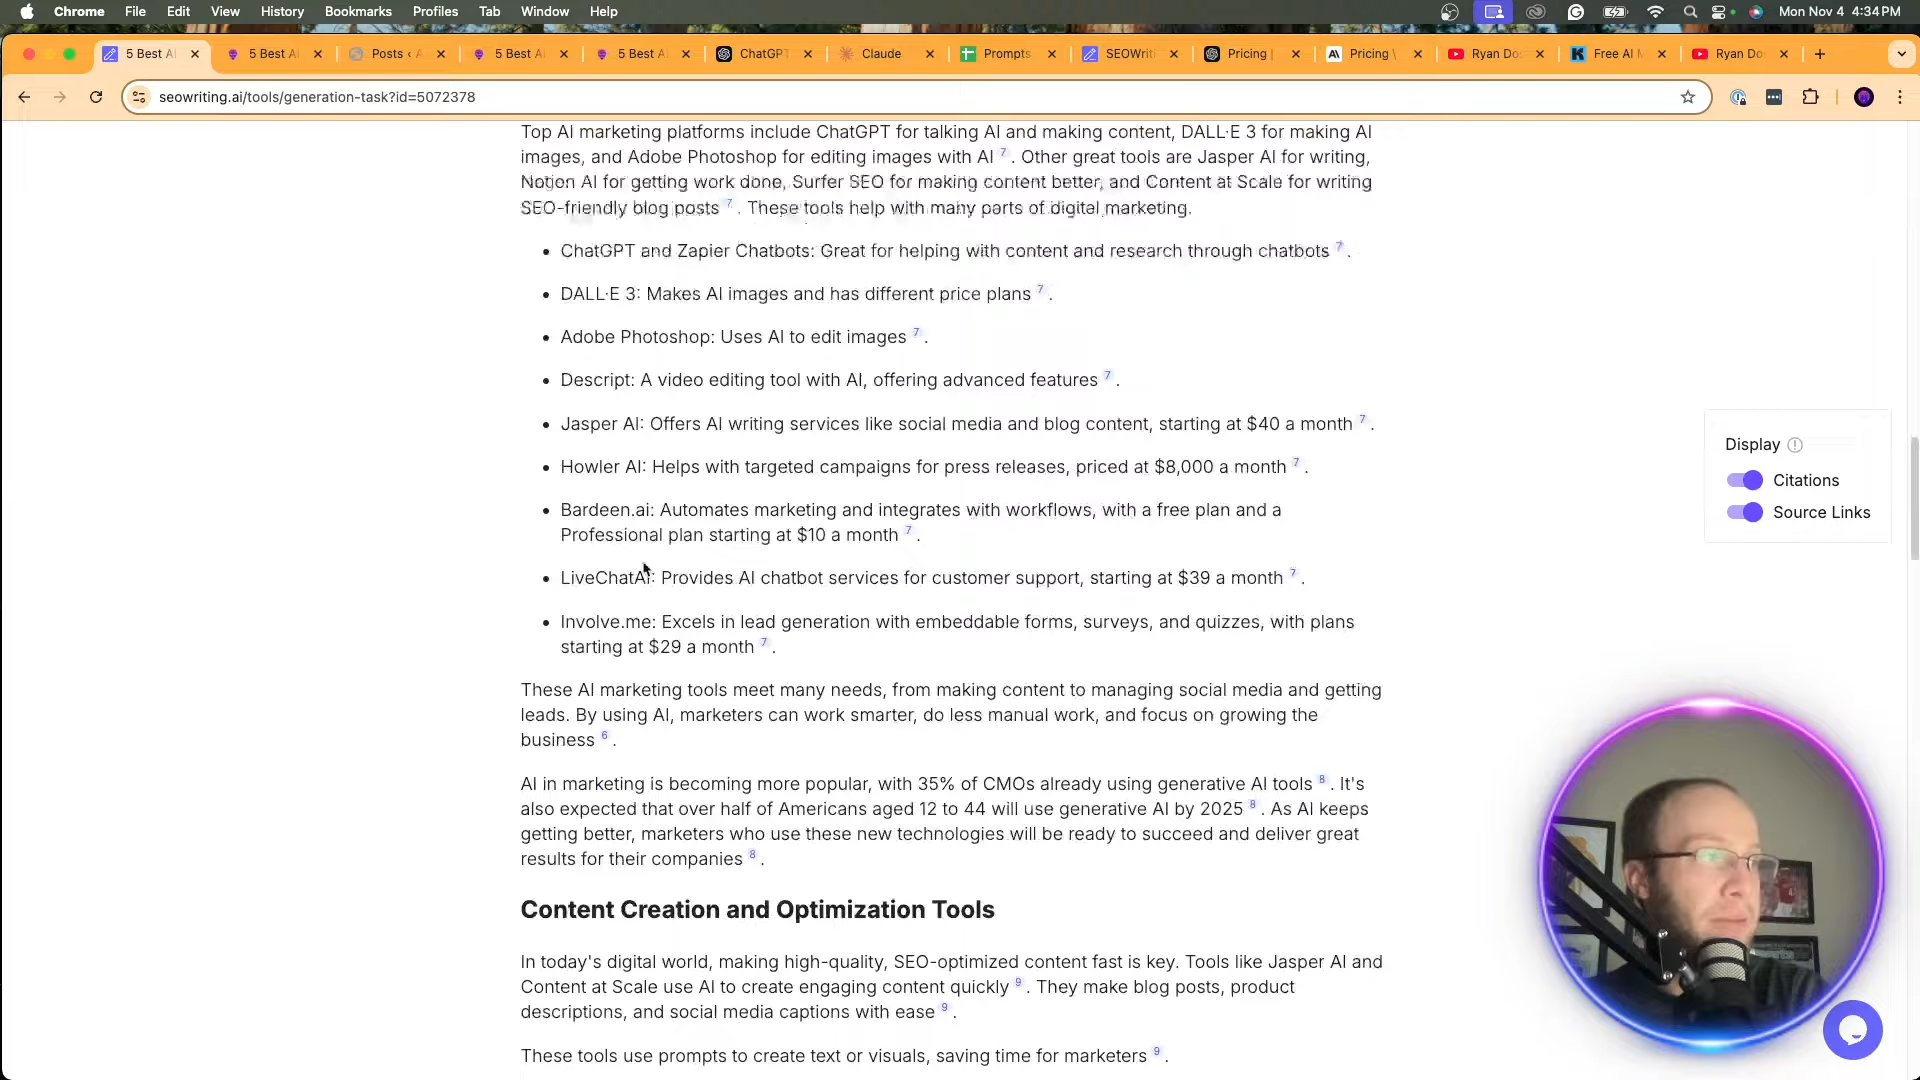 Chrome File Edit View History Bookmarks Profiles Tab Window Help Mon Nov 4 4:34 PM
5 Best AI 5 Best AI Posts ‹ 5 Best AI 5 Best AI ChatGPT Claude Prompts SEOWriti Pricing | Pricing \ Ryan Do Free AI Ryan Do
seowriting.ai/tools/generation-task?id=5072378
Top AI marketing platforms include ChatGPT for talking AI and making content, DALL·E 3 for making AI
images, and Adobe Photoshop for editing images with AI 7 . Other great tools are Jasper AI for writing,
Notion AI for getting work done, Surfer SEO for making content better, and Content at Scale for writing
SEO-friendly blog posts 7 . These tools help with many parts of digital marketing.
• ChatGPT and Zapier Chatbots: Great for helping with content and research through chatbots 7 .
• DALL·E 3: Makes AI images and has different price plans 7 .
• Adobe Photoshop: Uses AI to edit images 7 .
• Descript: A video editing tool with AI, offering advanced features 7 .
• Jasper AI: Offers AI writing services like social media and blog content, starting at $40 a month 7 .
• Howler AI: Helps with targeted campaigns for press releases, priced at $8,000 a month 7 .
• Bardeen.ai: Automates marketing and integrates with workflows, with a free plan and a
Professional plan starting at $10 a month 7 .
• LiveChatAI: Provides AI chatbot services for customer support, starting at $39 a month 7 .
• Involve.me: Excels in lead generation with embeddable forms, surveys, and quizzes, with plans
starting at $29 a month 7 .
Display
Citations
Source Links
These AI marketing tools meet many needs, from making content to managing social media and getting
leads. By using AI, marketers can work smarter, do less manual work, and focus on growing the
business 6 .
AI in marketing is becoming more popular, with 35% of CMOs already using generative AI tools 8 . It's
also expected that over half of Americans aged 12 to 44 will use generative AI by 2025 8 . As AI keeps
getting better, marketers who use these new technologies will be ready to succeed and deliver great
results for their companies 8 .
Content Creation and Optimization Tools
In today's digital world, making high-quality, SEO-optimized content fast is key. Tools like Jasper AI and
Content at Scale use AI to create engaging content quickly 9 . They make blog posts, product
descriptions, and social media captions with ease 9 .
These tools use prompts to create text or visuals, saving time for marketers 9 .